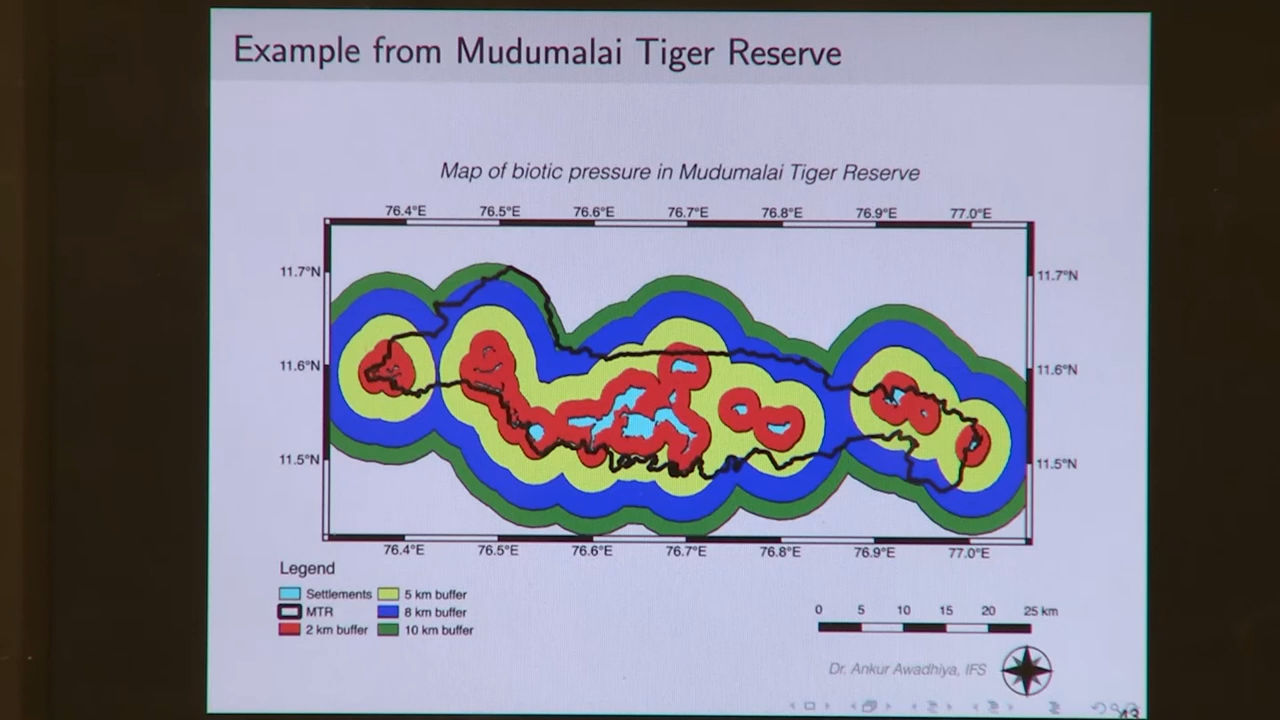 Example from Mudumalai Tiger Reserve
Map of biotic pressure in Mudumalai Tiger Reserve
76.4°E 76.5°E 76.6°E 76.7°E 76.8°E 76.9°E 77.0°E
11.7°N 11.7°N
11.6°N 11.6°N
11.5°N 11.5°N
76.4°E 76.5°E 76.6°E 76.7°E 76.8°E 76.9°E 77.0°E
Legend
Settlements 5 km buffer
MTR 8 km buffer
2 km buffer 10 km buffer
0 5 10 15 20 25 km
Dr. Ankur Awadhiya, IFS